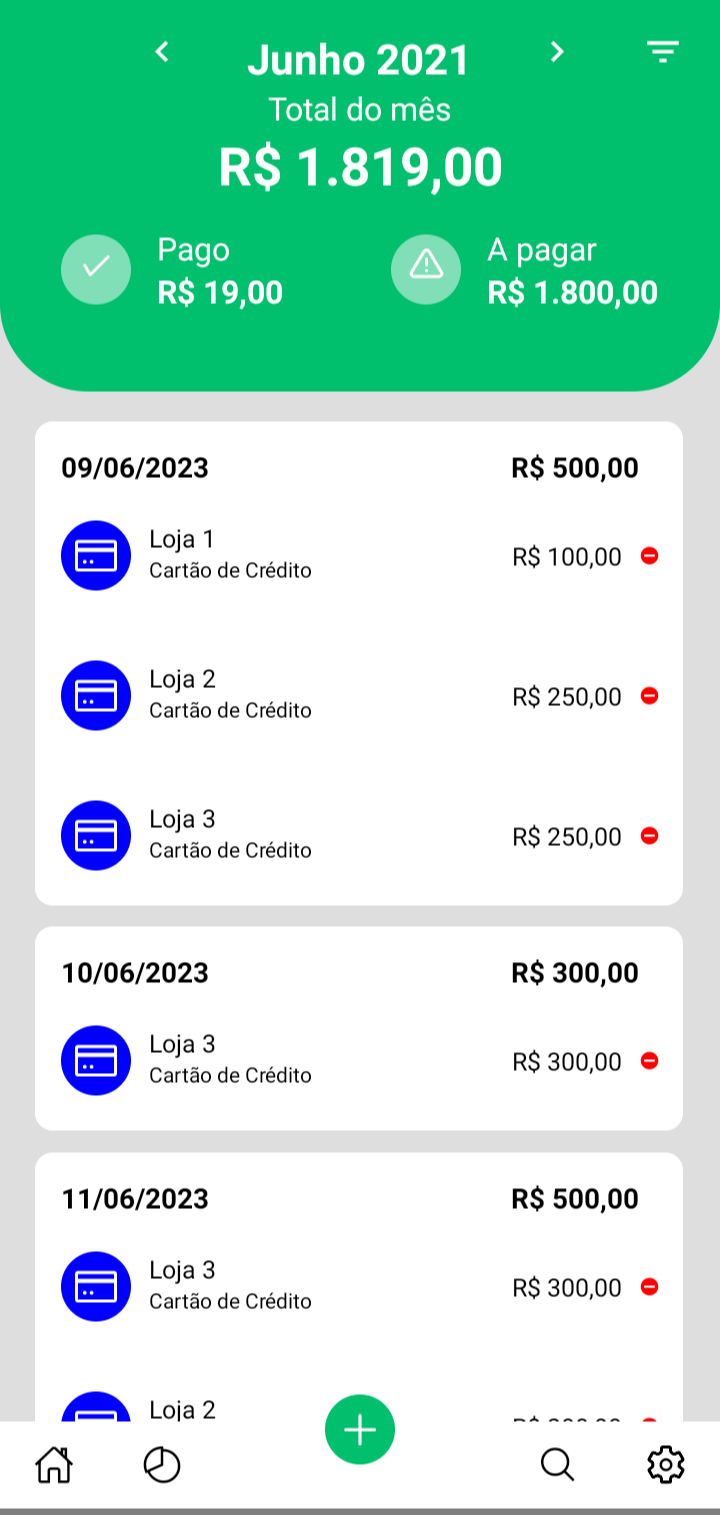 Junho 2021
Total do mês
R$ 1.819,00
Pago
R$ 19,00
A pagar
R$ 1.800,00
09/06/2023 R$ 500,00
Loja 1
Cartão de Crédito
R$ 100,00
Loja 2
Cartão de Crédito
R$ 250,00
Loja 3
Cartão de Crédito
R$ 250,00
10/06/2023 R$ 300,00
Loja 3
Cartão de Crédito
R$ 300,00
11/06/2023 R$ 500,00
Loja 3
Cartão de Crédito
R$ 300,00
Loja 2